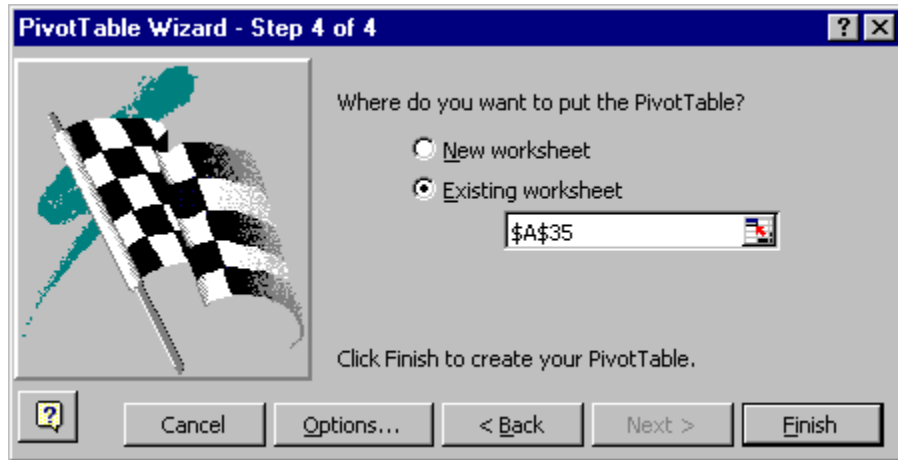 PivotTable Wizard - Step 4 of 4
Where do you want to put the PivotTable?
New worksheet
Existing worksheet
$A$35
Click Finish to create your PivotTable.
Cancel Options... < Back Next > Finish